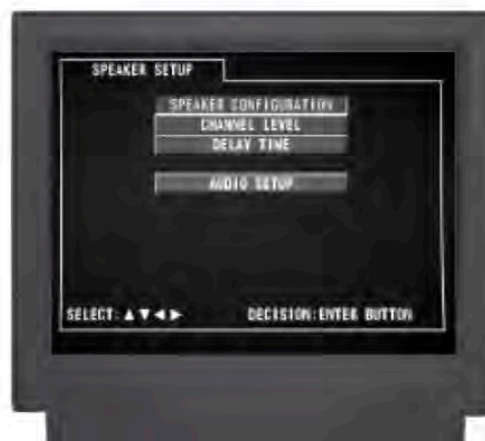 SPEAKER SETUP
SPEAKER CONFIGURATION
CHANNEL LEVEL
DELAY TIME
AUDIO SETUP
SELECT: ▲ ▼ ◀ ▶ DECISION: ENTER BUTTON